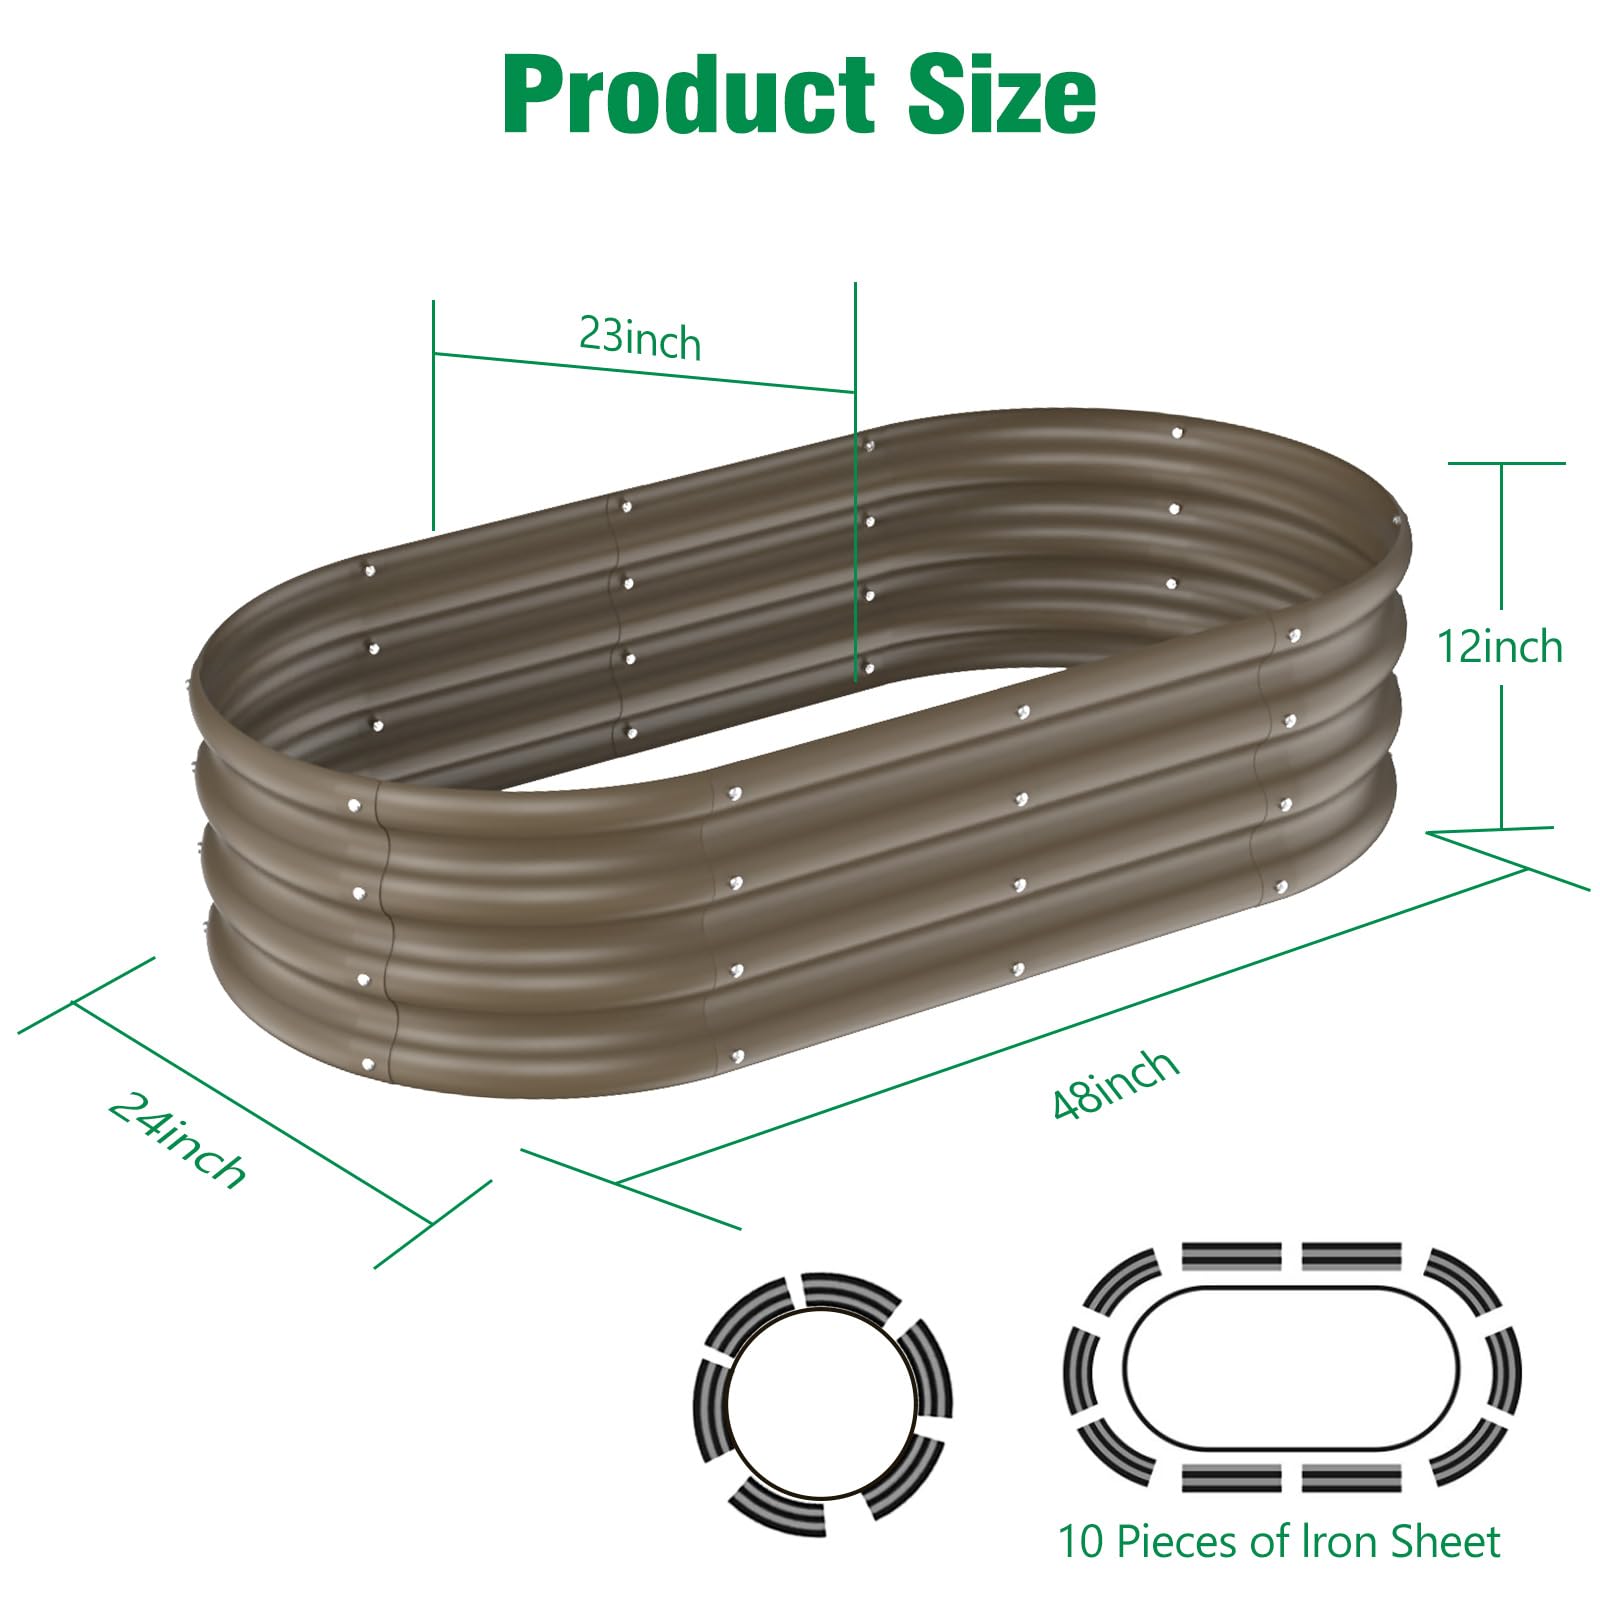 Product Size
23inch
12inch
48inch
24inch
10 Pieces of Iron Sheet